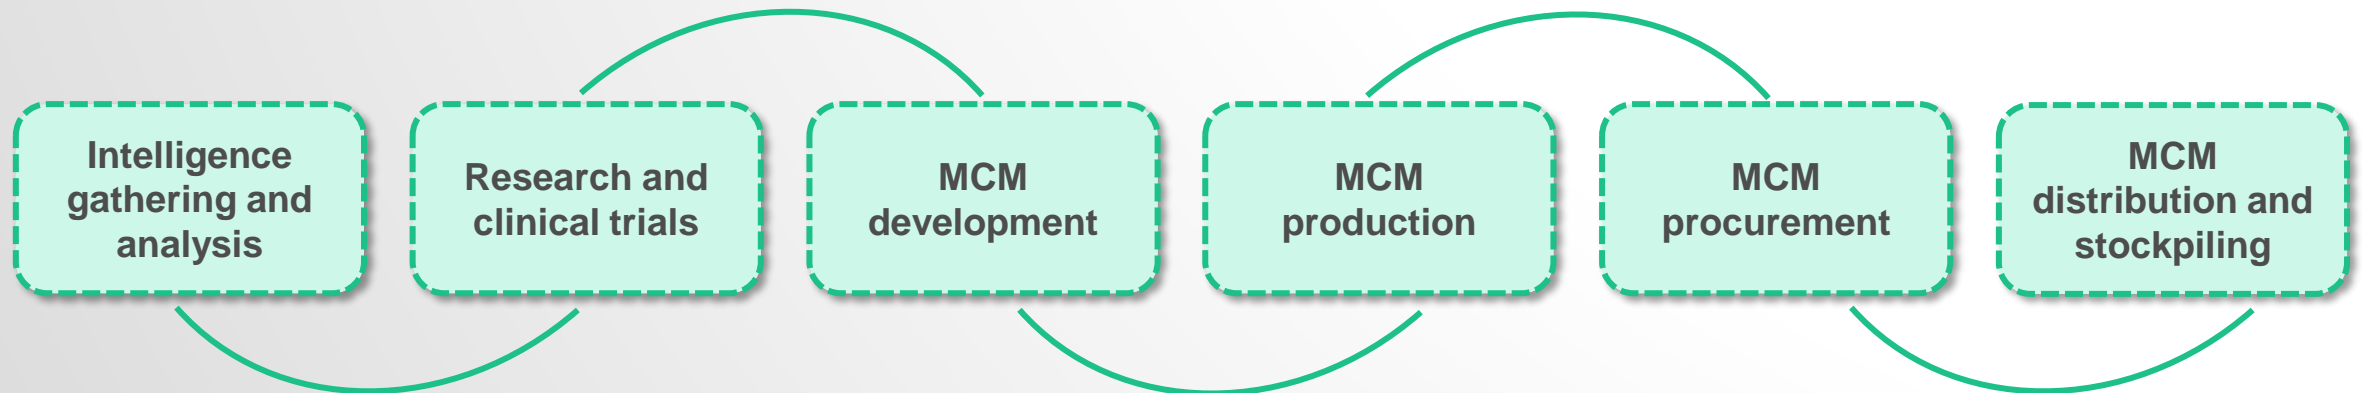 Intelligence
gathering and
analysis
Research and
clinical trials
MCM
development
MCM
production
MCM
procurement
MCM
distribution and
stockpiling